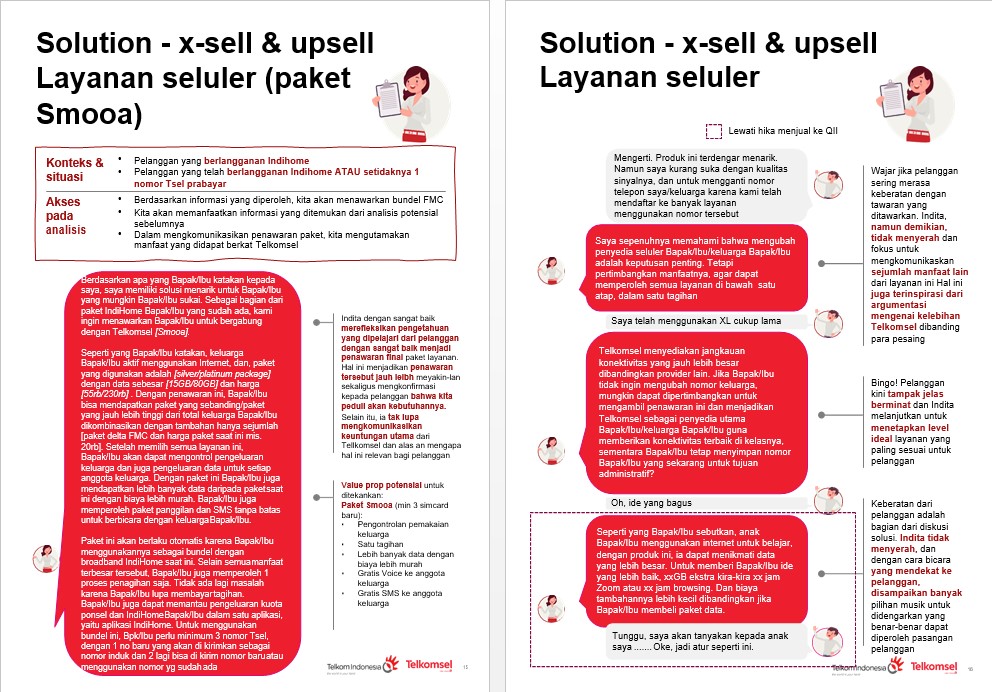 Solution - x-sell & upsell
Layanan seluler (paket
Smooa)
Konteks &
situasi
• Pelanggan yang berlangganan Indihome
• Pelanggan yang telah berlangganan Indihome ATAU setidaknya 1
nomor Tsel prabayar
Akses
pada
analisis
• Berdasarkan informasi yang diperoleh, kita akan menawarkan bundel FMC
• Kita akan memanfaatkan informasi yang ditemukan dari analisis potensial
sebelumnya
• Dalam mengkomunikasikan penawaran paket, kita mengutamakan
manfaat yang didapat berkat Telkomsel
Berdasarkan apa yang Bapak/Ibu katakan kepada
saya, saya memiliki solusi menarik untuk Bapak/Ibu
yang mungkin Bapak/Ibu sukai. Sebagai bagian dari
paket IndiHome Bapak/Ibu yang sudah ada, kami
ingin menawarkan Bapak/Ibu untuk bergabung
dengan Telkomsel [Smooa].
Seperti yang Bapak/Ibu katakan, keluarga
Bapak/Ibu aktif menggunakan Internet, dan, paket
yang digunakan adalah [silver/platinum package]
dengan data sebesar [15GB/80GB] dan harga
[55rb/230rb] . Dengan penawaran ini, Bapak/Ibu
bisa mendapatkan paket yang sebanding/paket
yang jauh lebih tinggi dari total keluarga Bapak/Ibu
dikombinasikan dengan tambahan hanya sejumlah
[paket delta FMC dan harga paket saat ini mis.
20rb]. Setelah memilih semua layanan ini,
Bapak/Ibu akan dapat mengontrol pengeluaran
keluarga dan juga pengeluaran data untuk setiap
anggota keluarga. Dengan paket ini Bapak/Ibu juga
mendapatkan lebih banyak data daripada paketsaat
ini dengan biaya lebih murah. Bapak/Ibu juga
memperoleh paket panggilan dan SMS tanpa batas
untuk berbicara dengan keluargaBapak/Ibu.
Paket ini akan berlaku otomatis karena Bapak/Ibu
menggunakannya sebagai bundel dengan
broadband IndiHome saat ini. Selain semuamanfaat
terbesar tersebut, Bapak/Ibu juga memperoleh 1
proses penagihan saja. Tidak ada lagi masalah
karena Bapak/Ibu lupa membayartagihan.
Bapak/Ibu juga dapat memantau pengeluaran kuota
ponsel dan IndiHomeBapak/Ibu dalam satu aplikasi,
yaitu aplikasi IndiHome. Untuk menggunakan
bundel ini, Bpk/Ibu perlu minimum 3 nomor Tsel,
dengan 1 no baru yang akan di kirimkan sebagai
nomor induk dan 2 lagi bisa di kirim nomor baruatau
menggunakan nomor yg sudah ada
Indita dengan sangat baik
merefleksikan pengetahuan
yang dipelajari dari pelanggan
dengan sangat baik menjadi
penawaran final paket layanan.
Hal ini menjadikan penawaran
tersebut jauh lebih meyakin-lan
sekaligus mengkonfirmasi
kepada pelanggan bahwa kita
peduli akan kebutuhannya.
Selain itu, ia tak lupa
mengkomunikasikan
keuntungan utama dari
Tellkomsel dan alas an mengapa
hal ini relevan bagi pelanggan
Value prop potensial untuk
ditekankan:
Paket Smooa (min 3 simcard
baru):
• Pengontrolan pemakaian
keluarga
• Satu tagihan
• Lebih banyak data dengan
biaya lebih murah
• Gratis Voice ke anggota
keluarga
• Gratis SMS ke anggota
keluarga
Telkom Indonesia
Telkomsel
15
Solution - x-sell & upsell
Layanan seluler
Lewati hika menjual ke QII
Mengerti. Produk ini terdengar menarik.
Namun saya kurang suka dengan kualitas
sinyalnya, dan untuk mengganti nomor
telepon saya/keluarga karena kami telah
mendaftar ke banyak layanan
menggunakan nomor tersebut
Saya sepenuhnya memahami bahwa mengubah
penyedia seluler Bapak/Ibu/keluarga Bapak/Ibu
adalah keputusan penting. Tetapi
pertimbangkan manfaatnya, agar dapat
memperoleh semua layanan di bawah satu
atap, dalam satu tagihan
Saya telah menggunakan XL cukup lama
Telkomsel menyediakan jangkauan
konektivitas yang jauh lebih besar
dibandingkan provider lain. Jika Bapak/Ibu
tidak ingin mengubah nomor keluarga,
mungkin dapat dipertimbangkan untuk
mengambil penawaran ini dan menjadikan
Telkomsel sebagai penyedia utama
Bapak/Ibu/keluarga Bapak/Ibu guna
memberikan konektivitas terbaik di kelasnya,
sementara Bapak/Ibu tetap menyimpan nomor
Bapak/Ibu yang sekarang untuk tujuan
administratif?
Oh, ide yang bagus
Seperti yang Bapak/Ibu sebutkan, anak
Bapak/Ibu menggunakan internet untuk belajar,
dengan produk ini, ia dapat menikmati data
yang lebih besar. Untuk memberi Bapak/Ibu ide
yang lebih baik, xxGB ekstra kira-kira xx jam
Zoom atau xx jam browsing. Dan biaya
tambahannya lebih kecil dibandingkan jika
Bapak/Ibu membeli paket data.
Tunggu, saya akan tanyakan kepada anak
saya ....... Oke, jadi atur seperti ini.
Wajar jika pelanggan
sering merasa
keberatan dengan
tawaran yang
ditawarkan. Indita,
namun demikian,
tidak menyerah dan
fokus untuk
mengkomunikaskan
sejumlah manfaat lain
dari layanan ini Hal ini
juga terinspirasi dari
argumentasi
mengenai kelebihan
Telkomsel dibanding
para pesaing
Bingo! Pelanggan
kini tampak jelas
berminat dan Indita
melanjutkan untuk
menetapkan level
ideal layanan yang
paling sesuai untuk
pelanggan
Keberatan dari
pelanggan adalah
bagian dari diskusi
solusi. Indita tidak
menyerah, dan
dengan cara bicara
yang mendekat ke
pelanggan,
disampaikan banyak
pilihan musik untuk
didengarkan yang
benar-benar dapat
diperoleh pasangan
pelanggan
Telkom Indonesia
Telkomsel
16